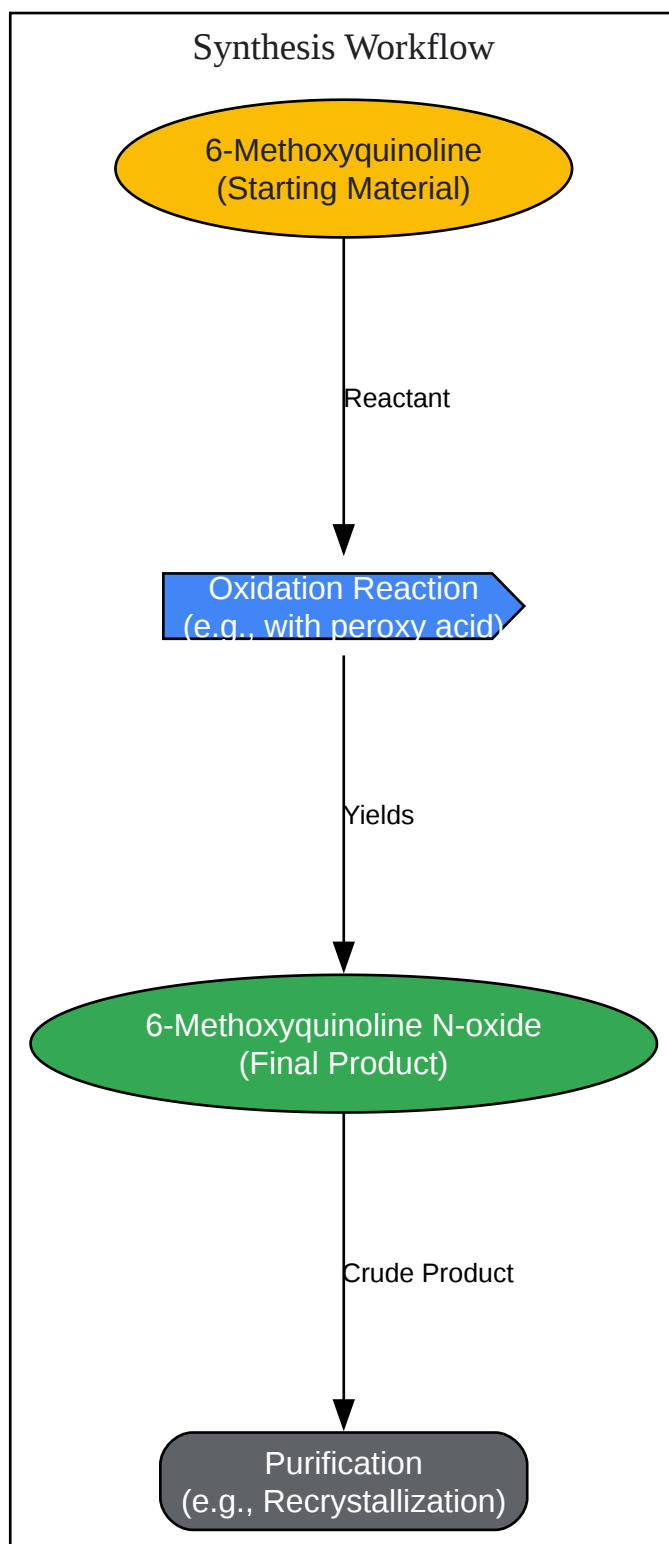 Synthesis Workflow
6-Methoxyquinoline
(Starting Material)
Reactant
Oxidation Reaction
(e.g., with peroxy acid)
Yields
6-Methoxyquinoline N-oxide
(Final Product)
Crude Product
Purification
(e.g., Recrystallization)